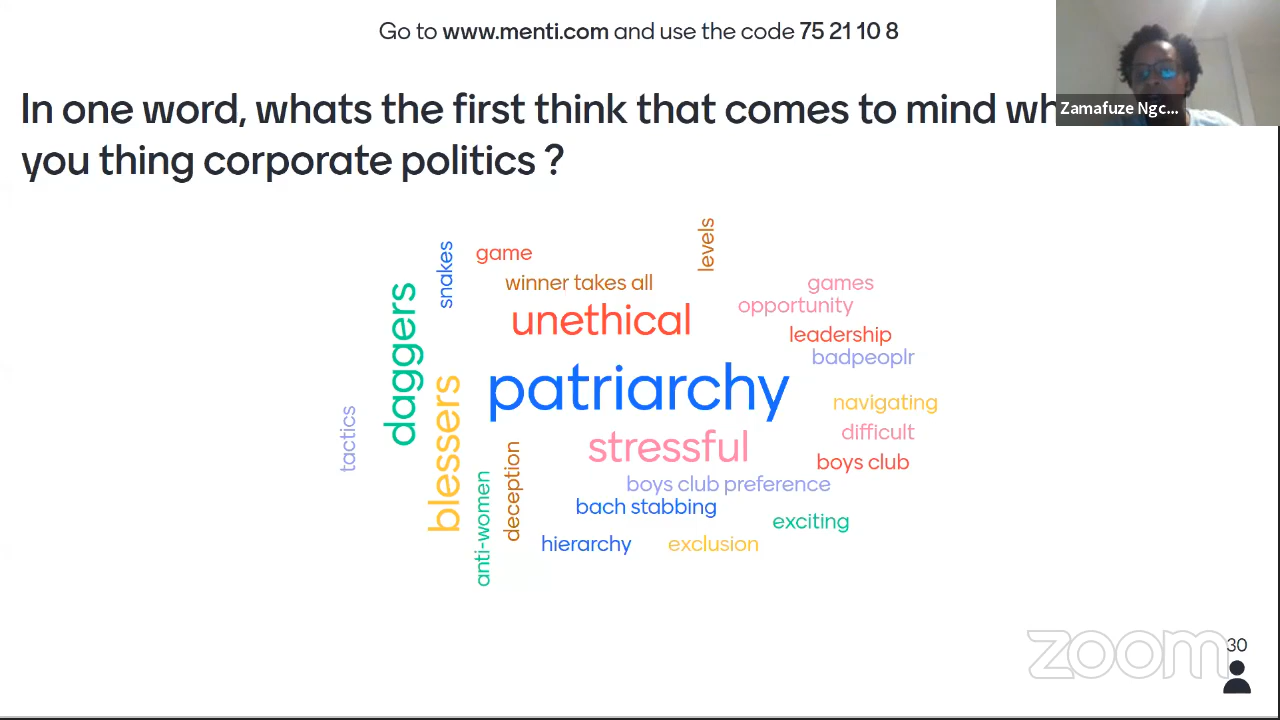 Go to www.menti.com and use the code 75 21 10 8
Zamafuze Ngc...
In one word, whats the first think that comes to mind wh
you thing corporate politics ?
levels
snakes
game
winner takes all
games
opportunity
daggers
unethical
leadership
badpeoplr
patriarchy
blessers
navigating
tactics
stressful
difficult
boys club
deception
anti-women
boys club preference
bach stabbing
exciting
hierarchy
exclusion
zoom
30